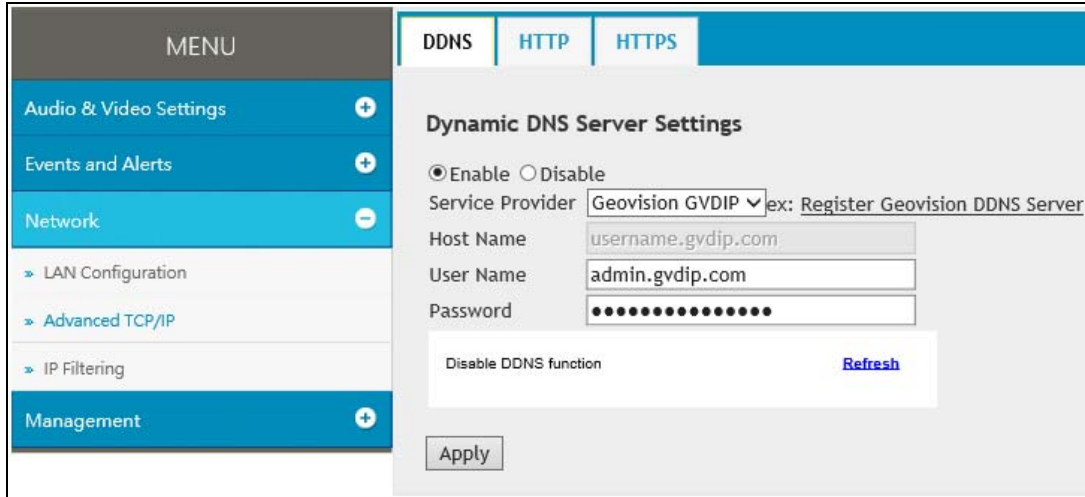 MENU
Audio & Video Settings
Events and Alerts
Network
» LAN Configuration
» Advanced TCP/IP
» IP Filtering
Management
DDNS HTTP HTTPS
Dynamic DNS Server Settings
Enable Disable
Service Provider Geovision GVDIP ex: Register Geovision DDNS Server
Host Name username.gvdip.com
User Name admin.gvdip.com
Password •••••••••••••••
Disable DDNS function Refresh
Apply